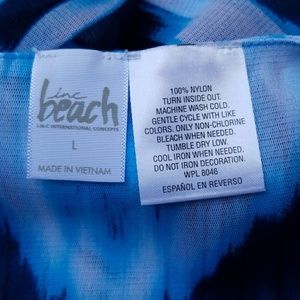 i.n.c
beach
I.N.C INTERNATIONAL CONCEPTS
L
MADE IN VIETNAM
100% NYLON
TURN INSIDE OUT.
MACHINE WASH COLD.
GENTLE CYCLE WITH LIKE
COLORS. ONLY NON-CHLORINE
BLEACH WHEN NEEDED.
TUMBLE DRY LOW.
COOL IRON WHEN NEEDED.
DO NOT IRON DECORATION.
WPL 8046
ESPAÑOL EN REVERSO